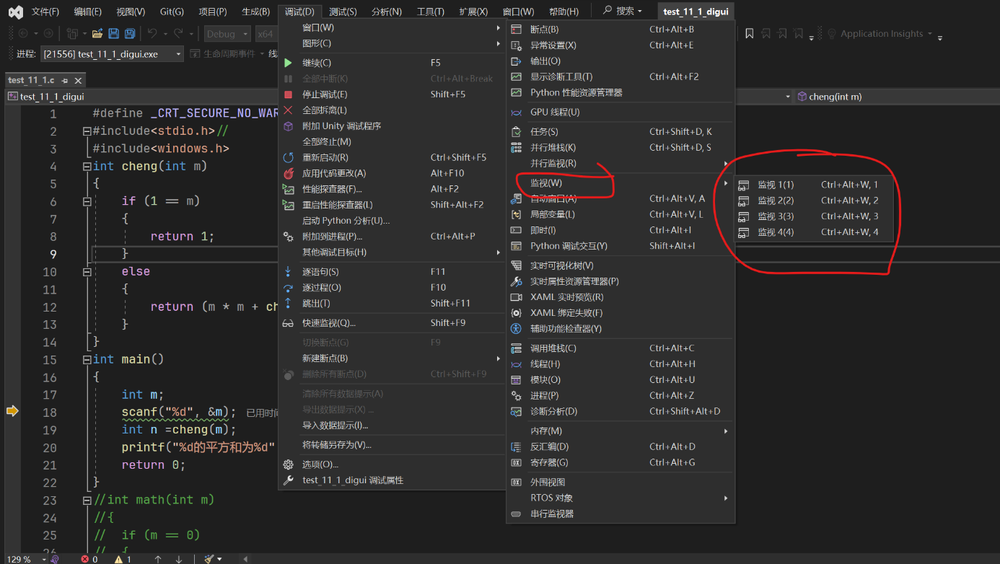 文件(F) 编辑(E) 视图(V) Git(G) 项目(P) 生成(B) 调试(D) 测试(S) 分析(N) 工具(T) 扩展(X) 窗口(W) 帮助(H) 搜索 test_11_1_digui
Debug x64 Application Insights
进程: [21556] test_11_1_digui.exe 生命周期事件 线
test_11_1.c
test_11_1_digui cheng(int m)
1 #define _CRT_SECURE_NO_WAR
2 #include<stdio.h>//
3 #include<windows.h>
4 int cheng(int m)
5 {
6 if (1 == m)
7 {
8 return 1;
9 }
10 else
11 {
12 return (m * m + ch
13 }
14 }
15 int main()
16 {
17 int m;
18 scanf("%d", &m); 已用时间
19 int n =cheng(m);
20 printf("%d的平方和为%d"
21 return 0;
22 }
23 //int math(int m)
24 //{
25 // if (m == 0)
26 // {
129 % 0 1
窗口(W)
图形(C)
继续(C) F5
全部中断(K) Ctrl+Alt+Break
停止调试(E) Shift+F5
全部拆离(L)
附加 Unity 调试程序
全部终止(M)
重新启动(R) Ctrl+Shift+F5
应用代码更改(A) Alt+F10
性能探查器(F)... Alt+F2
重启性能探查器(L) Shift+Alt+F2
启动 Python 分析(U)...
附加到进程(P)... Ctrl+Alt+P
其他调试目标(H)
逐语句(S) F11
逐过程(O) F10
跳出(T) Shift+F11
快速监视(Q)... Shift+F9
切换断点(G) F9
新建断点(B)
删除所有断点(D) Ctrl+Shift+F9
清除所有数据提示(A)
导出数据提示(X) ...
导入数据提示(I)...
将转储另存为(V)...
选项(O)...
test_11_1_digui 调试属性
断点(B) Ctrl+Alt+B
异常设置(X) Ctrl+Alt+E
输出(O)
显示诊断工具(T) Ctrl+Alt+F2
Python 性能资源管理器
GPU 线程(U)
任务(S) Ctrl+Shift+D, K
并行堆栈(K) Ctrl+Shift+D, S
并行监视(R)
监视(W)
自动窗口(A) Ctrl+Alt+V, A
局部变量(L) Ctrl+Alt+V, L
即时(I) Ctrl+Alt+I
Python 调试交互(Y) Shift+Alt+I
实时可视化树(V)
实时属性资源管理器(P)
XAML 实时预览(R)
XAML 绑定失败(F)
辅助功能检查器(Y)
调用堆栈(C) Ctrl+Alt+C
线程(H) Ctrl+Alt+H
模块(O) Ctrl+Alt+U
进程(P) Ctrl+Alt+Z
诊断分析(D) Ctrl+Shift+Alt+D
内存(M)
反汇编(D) Ctrl+Alt+D
寄存器(G) Ctrl+Alt+G
外围视图
RTOS 对象
串行监视器
监视 1(1) Ctrl+Alt+W, 1
监视 2(2) Ctrl+Alt+W, 2
监视 3(3) Ctrl+Alt+W, 3
监视 4(4) Ctrl+Alt+W, 4